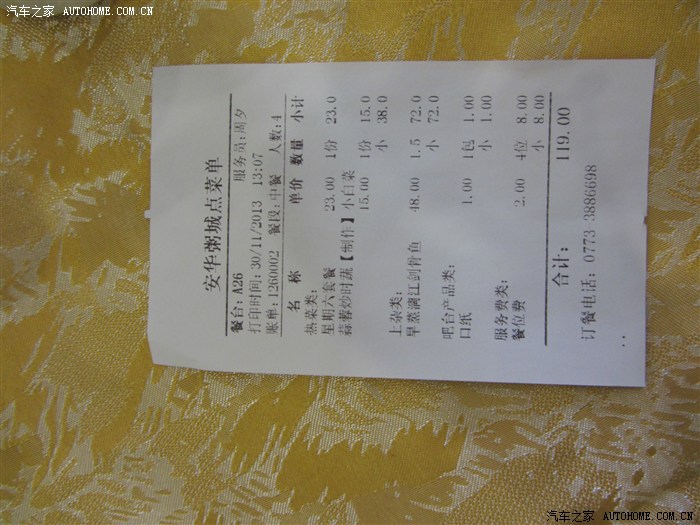 汽车之家 AUTOHOME.COM.CN
安华粥城点菜单
餐台: A26 服务员:周夕
打印时间: 30/11/2013 13:07
账单: 1260002 餐段: 中餐 人数: 4
名 称 单价 数量 小计
热菜类:
星期六套餐 23.00 1份 23.0
蒜蓉炒时蔬【制作】小白菜
15.00 1份 15.0
小 38.0
上杂类:
旱蒸漓江剑骨鱼
48.00 1.5 72.0
小 72.0
吧台产品类:
口纸 1.00 1包 1.00
小 1.00
服务费类:
餐位费 2.00 4位 8.00
小 8.00
合计: 119.00
订餐电话: 0773 3886698
汽车之家 AUTOHOME.COM.CN